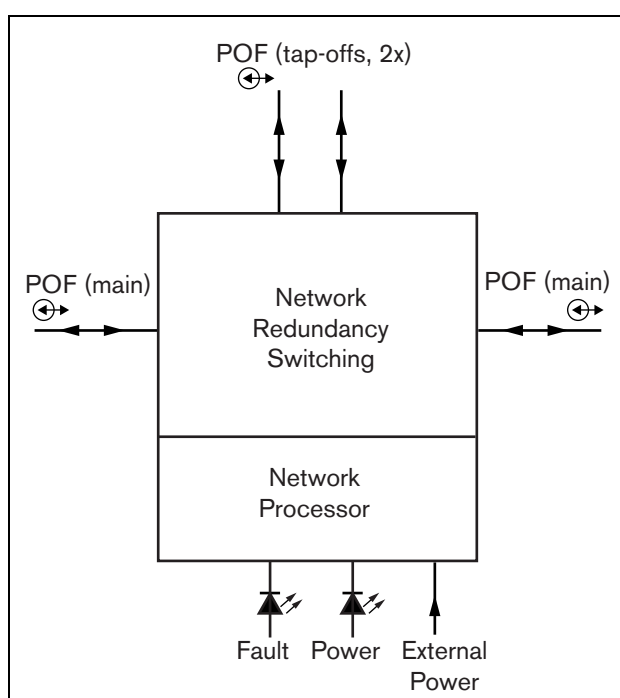 POF (tap-offs, 2x)
POF (main)
POF (main)
Network
Redundancy
Switching
Network
Processor
Fault
Power
External
Power